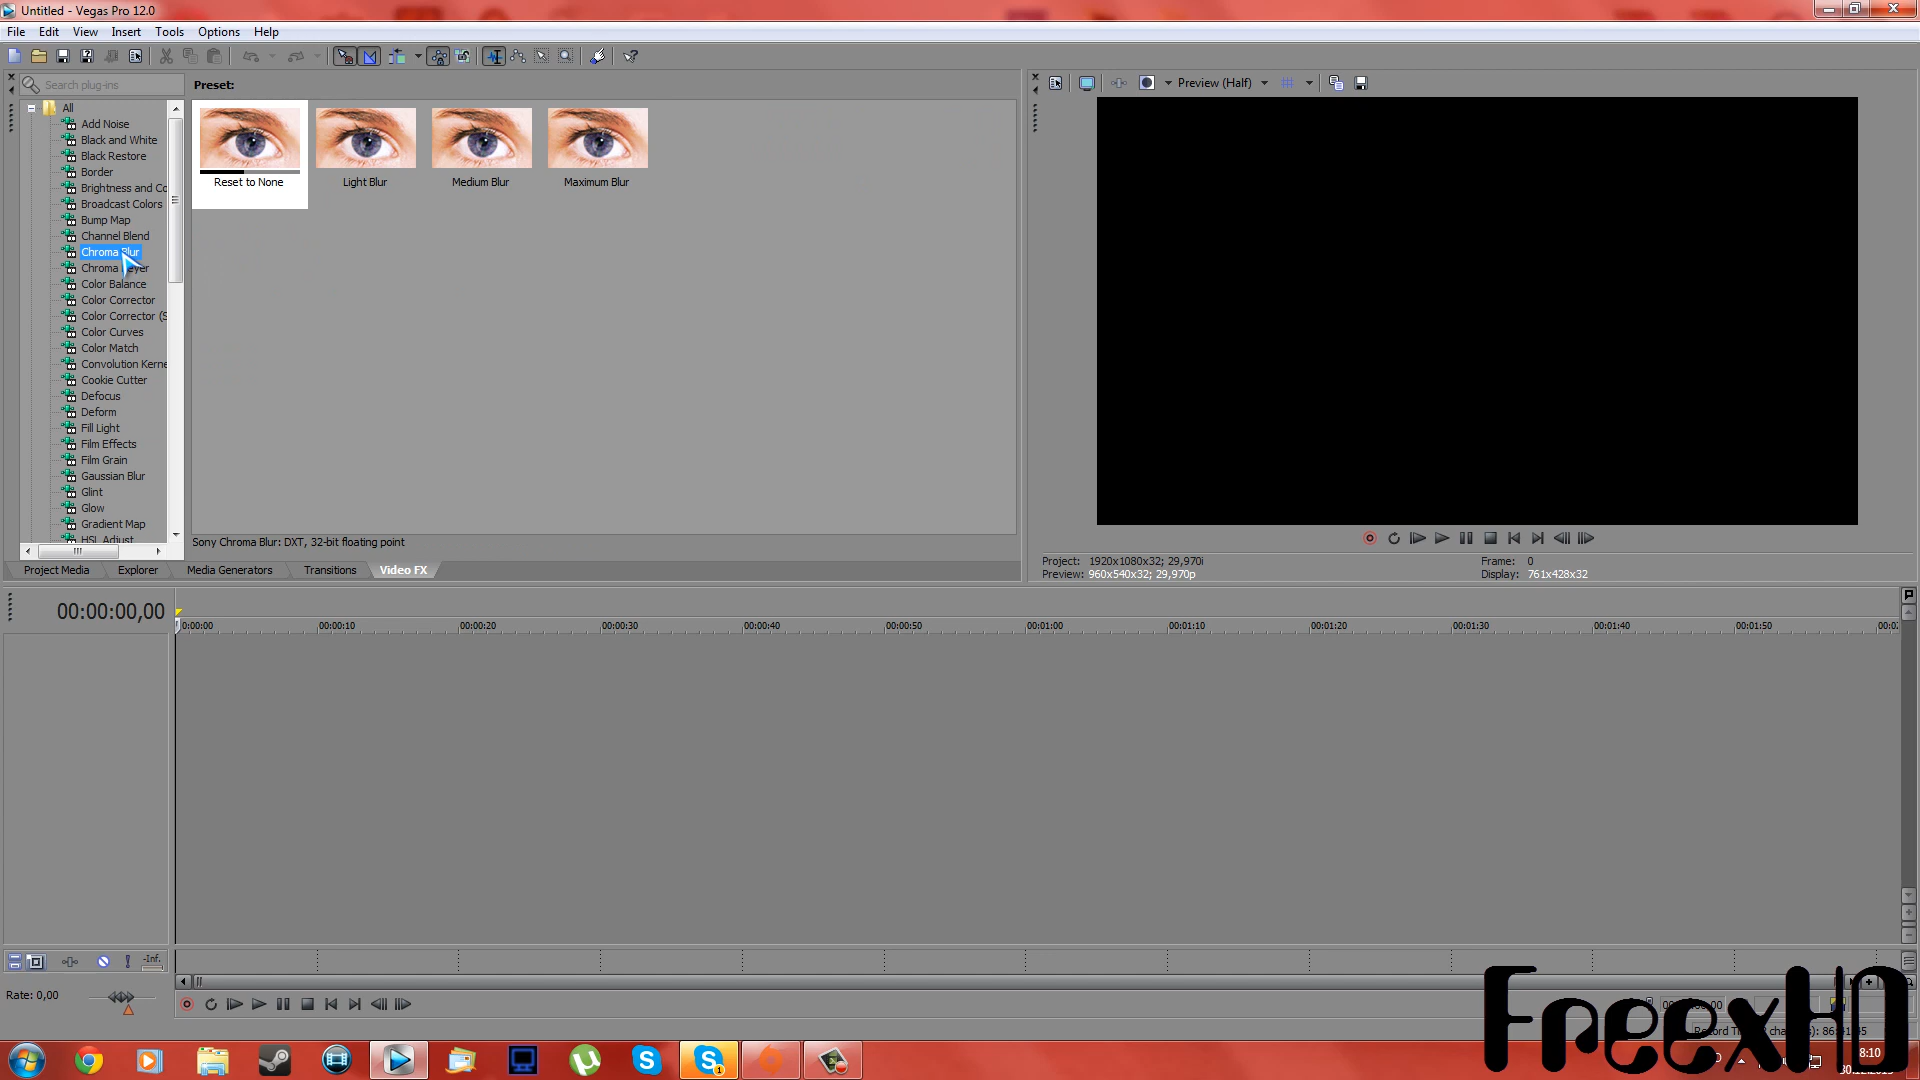 Untitled - Vegas Pro 12.0
File Edit View Insert Tools Options Help
Search plug-ins
Preset:
Preview (Half)
All
Add Noise
Black and White
Black Restore
Border
Brightness and Co
Broadcast Colors
Bump Map
Channel Blend
Chroma Blur
Chroma Keyer
Color Balance
Color Corrector
Color Corrector (S
Color Curves
Color Match
Convolution Kerne
Cookie Cutter
Defocus
Deform
Fill Light
Film Effects
Film Grain
Gaussian Blur
Glint
Glow
Gradient Map
HSL Adjust
Reset to None
Light Blur
Medium Blur
Maximum Blur
Sony Chroma Blur: DXT, 32-bit floating point
Project Media Explorer Media Generators Transitions Video FX
Project: 1920x1080x32; 29,970i
Preview: 960x540x32; 29,970p
Frame: 0
Display: 761x428x32
00:00:00,00
0:00:00 00:00:10 00:00:20 00:00:30 00:00:40 00:00:50 00:01:00 00:01:10 00:01:20 00:01:30 00:01:40 00:01:50
-Inf.
Rate: 0,00
FreexHD
8:10